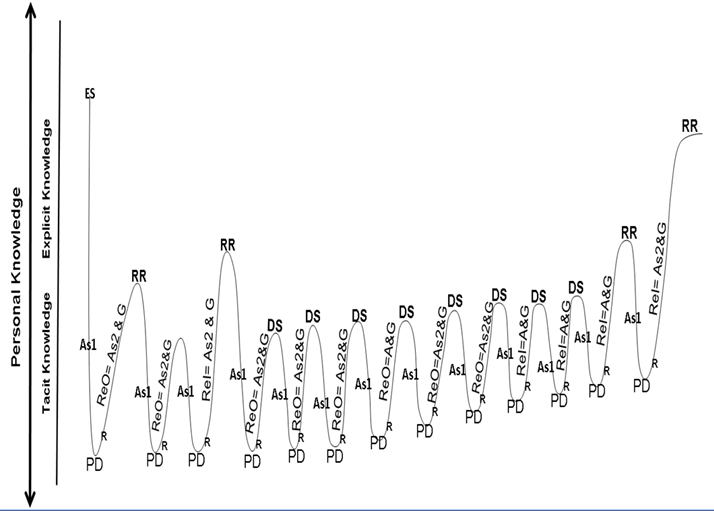 Personal Knowledge
Explicit Knowledge
Tacit Knowledge
ES
As1
PD
R
ReO= As2 & G
RR
As1
PD
R
ReO= As2&G
As1
PD
R
Rel= As2 & G
RR
As1
PD
R
ReO= As2&G
DS
As1
PD
R
ReO= As2&G
DS
As1
PD
R
ReO= As2&G
DS
As1
PD
R
ReO=A&G
DS
As1
PD
R
ReO=As2&G
DS
As1
PD
R
ReO=As2&G
DS
As1
PD
R
Rel=A&G
DS
As1
PD
R
Rel=A&G
DS
As1
PD
R
Rel=A&G
RR
As1
PD
R
Rel= As2&G
RR